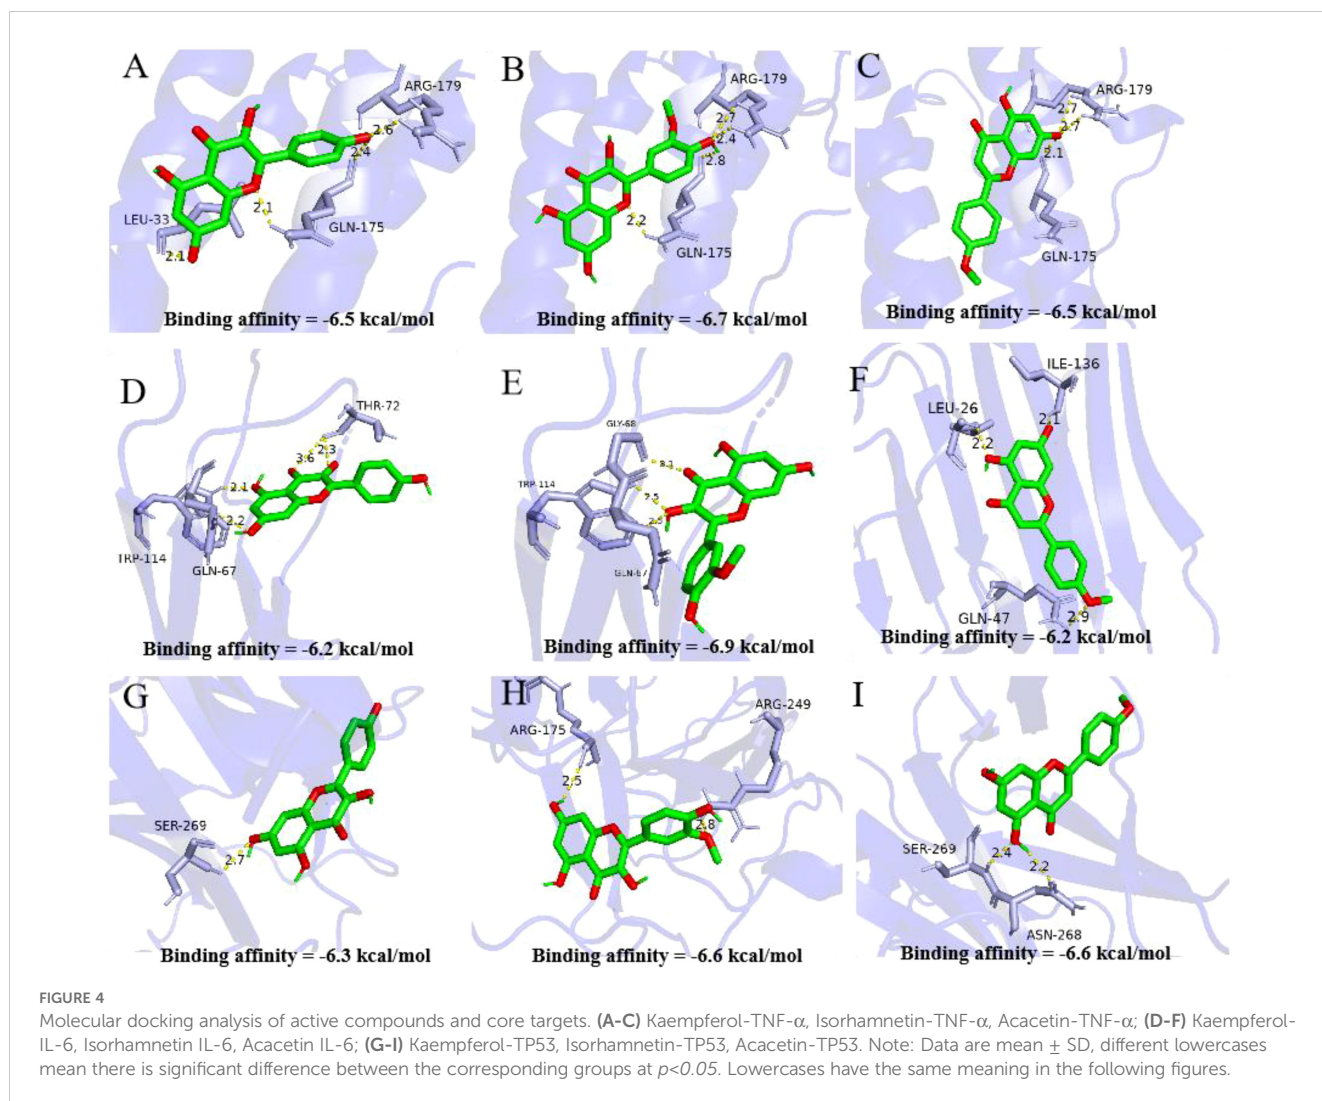 A
ARG-179
2.6
2.4
LEU-33
2.1
GLN-175
2.1
Binding affinity = -6.5 kcal/mol
B
ARG-179
2.7
2.4
2.8
2.2
GLN-175
Binding affinity = -6.7 kcal/mol
C
ARG-179
2.7
2.7
2.1
GLN-175
Binding affinity = -6.5 kcal/mol
D
THR-72
2.3
3.6
2.1
2.2
TRP-114
GLN-67
Binding affinity = -6.2 kcal/mol
E
GLY-68
TRP-114
2.5
GLN-67
Binding affinity = -6.9 kcal/mol
F
ILE-136
LEU-26
2.1
2.2
GLN-47
2.9
Binding affinity = -6.2 kcal/mol
G
SER-269
2.7
Binding affinity = -6.3 kcal/mol
H
ARG-249
ARG-175
2.5
2.8
Binding affinity = -6.6 kcal/mol
I
SER-269
2.4
2.2
ASN-268
Binding affinity = -6.6 kcal/mol
FIGURE 4
Molecular docking analysis of active compounds and core targets. (A-C) Kaempferol-TNF-α, Isorhamnetin-TNF-α, Acacetin-TNF-α; (D-F) Kaempferol-
IL-6, Isorhamnetin IL-6, Acacetin IL-6; (G-I) Kaempferol-TP53, Isorhamnetin-TP53, Acacetin-TP53. Note: Data are mean ± SD, different lowercases
mean there is significant difference between the corresponding groups at p<0.05. Lowercases have the same meaning in the following figures.